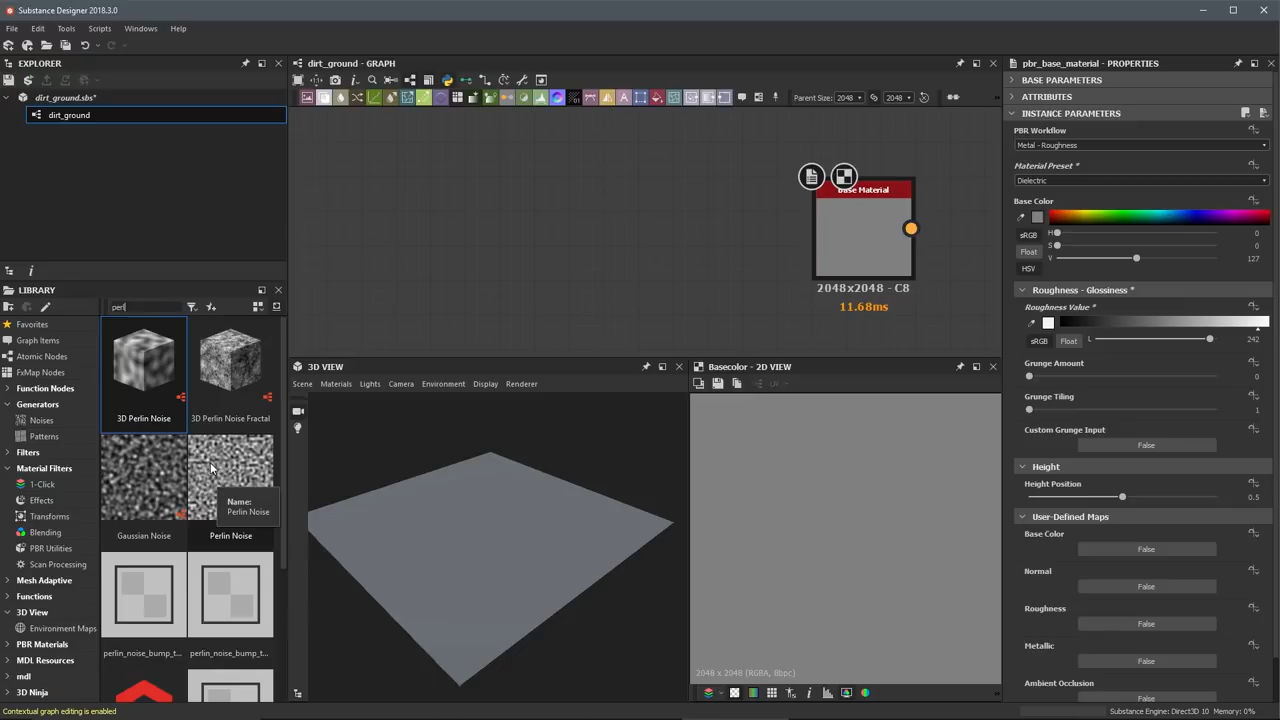 Substance Designer 2018.3.0
File Edit Tools Scripts Windows Help
EXPLORER
dirt_ground.sbs*
dirt_ground
LIBRARY
perl
Favorites
Graph Items
Atomic Nodes
FxMap Nodes
Function Nodes
Generators
Noises
Patterns
Filters
Material Filters
1-Click
Effects
Transforms
Blending
PBR Utilities
Scan Processing
Mesh Adaptive
Functions
3D View
Environment Maps
PBR Materials
MDL Resources
mdl
3D Ninja
3D Perlin Noise
3D Perlin Noise Fractal
Name:
Perlin Noise
Gaussian Noise
Perlin Noise
perlin_noise_bump_t...
perlin_noise_bump_t...
Contextual graph editing is enabled
dirt_ground - GRAPH
Parent Size: 2048 2048
Base Material
2048x2048 - C8
11.68ms
3D VIEW
Scene Materials Lights Camera Environment Display Renderer
Basecolor - 2D VIEW
2048 x 2048 (RGBA, 8bpc)
pbr_base_material - PROPERTIES
BASE PARAMETERS
ATTRIBUTES
INSTANCE PARAMETERS
PBR Workflow
Metal - Roughness
Material Preset *
Dielectric
Base Color
sRGB
Float
HSV
H 0
S 0
V 127
Roughness - Glossiness *
Roughness Value *
sRGB Float L 242
Grunge Amount
0
Grunge Tiling
1
Custom Grunge Input
False
Height
Height Position
0.5
User-Defined Maps
Base Color
False
Normal
False
Roughness
False
Metallic
False
Ambient Occlusion
False
Substance Engine: Direct3D 10 Memory: 0%